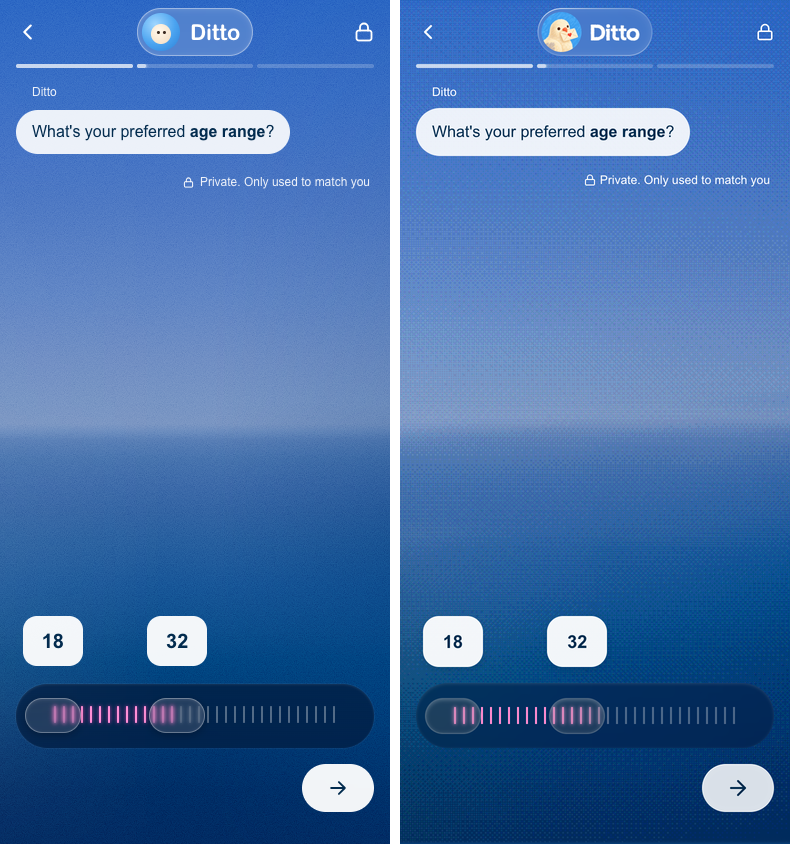 Ditto
Ditto
What's your preferred age range?
Private. Only used to match you
18
32
Ditto
Ditto
What's your preferred age range?
Private. Only used to match you
18
32